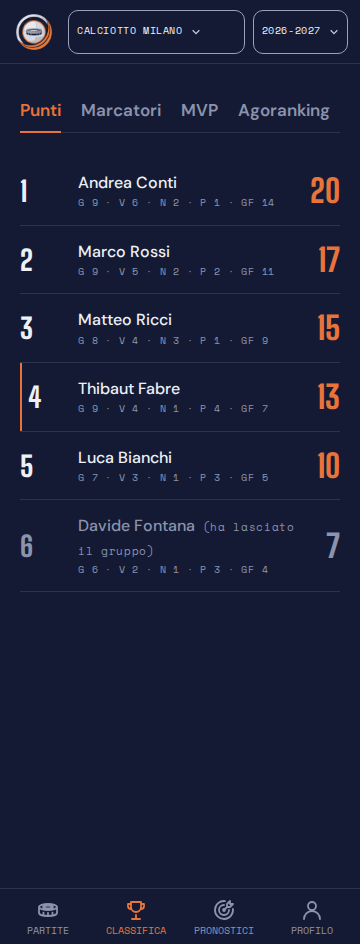 CALCIOTTO MILANO
2026-2027
Punti Marcatori MVP Agoranking
1 Andrea Conti 20
G 9 · V 6 · N 2 · P 1 · GF 14
2 Marco Rossi 17
G 9 · V 5 · N 2 · P 2 · GF 11
3 Matteo Ricci 15
G 8 · V 4 · N 3 · P 1 · GF 9
4 Thibaut Fabre 13
G 9 · V 4 · N 1 · P 4 · GF 7
5 Luca Bianchi 10
G 7 · V 3 · N 1 · P 3 · GF 5
6 Davide Fontana (ha lasciato 7
il gruppo)
G 6 · V 2 · N 1 · P 3 · GF 4
PARTITE CLASSIFICA PRONOSTICI PROFILO